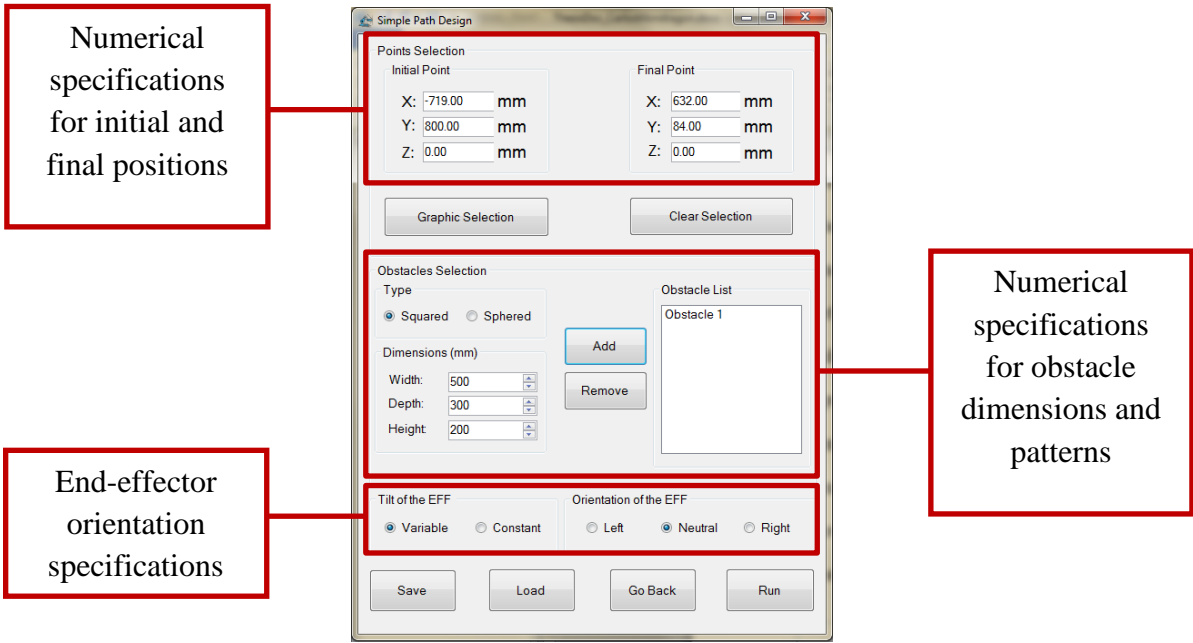 Numerical
specifications
for initial and
final positions
Simple Path Design
Points Selection
Initial Point
X: -719.00 mm
Y: 800.00 mm
Z: 0.00 mm
Final Point
X: 632.00 mm
Y: 84.00 mm
Z: 0.00 mm
Graphic Selection
Clear Selection
Obstacles Selection
Type
Squared Sphered
Dimensions (mm)
Width: 500
Depth: 300
Height: 200
Add
Remove
Obstacle List
Obstacle 1
Numerical
specifications
for obstacle
dimensions and
patterns
End-effector
orientation
specifications
Tilt of the EFF
Variable Constant
Orientation of the EFF
Left Neutral Right
Save Load Go Back Run